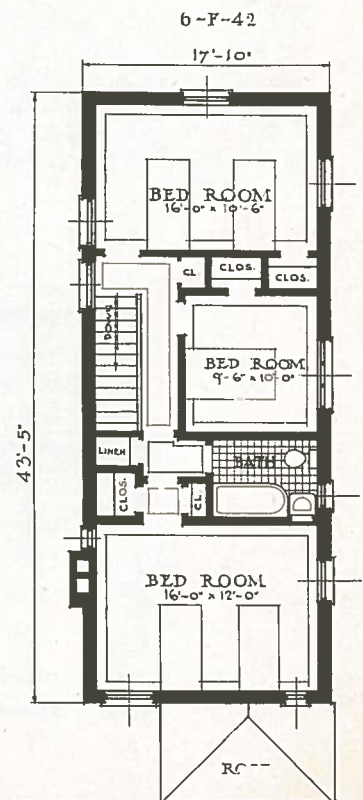 6-F-42
17'-10"
BED ROOM
16'-0" x 10'-6"
CL
CLOS.
CLOS.
DOWN
BED ROOM
9'-6" x 10'-0"
43'-5"
LINEN
BATH
CLOS.
CL
BED ROOM
16'-0" x 12'-0"